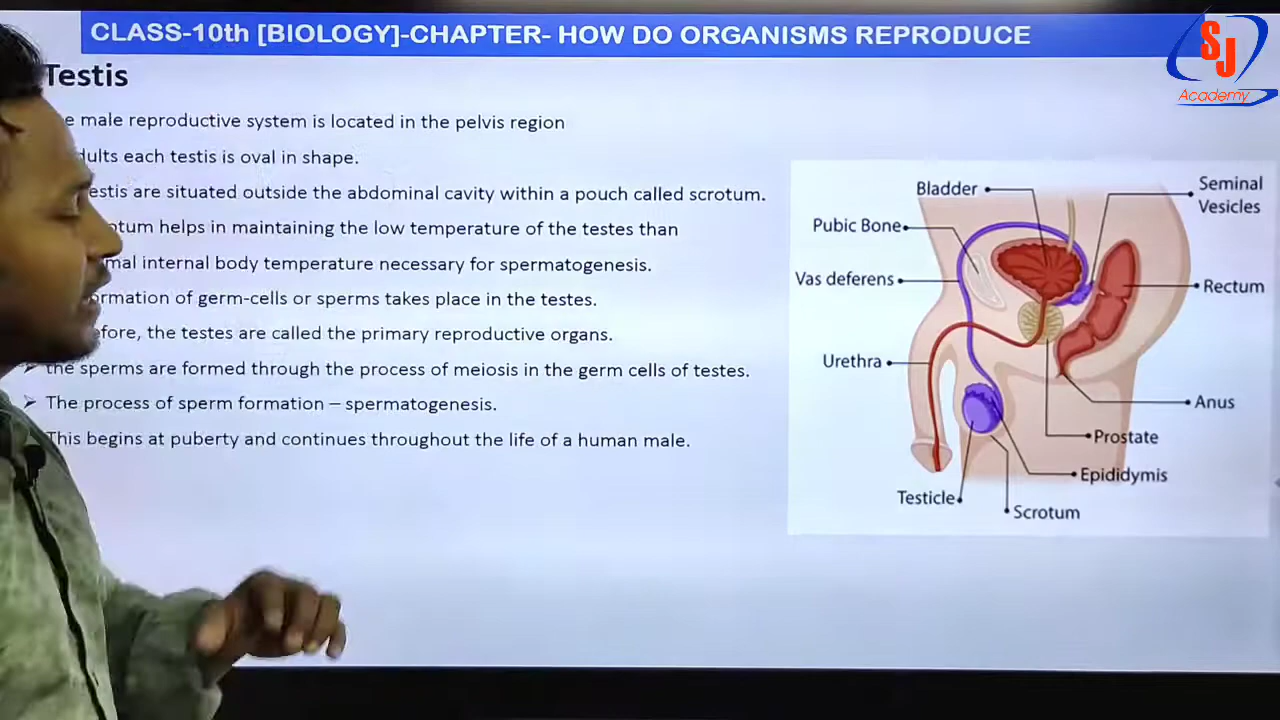 CLASS-10th [BIOLOGY]-CHAPTER- HOW DO ORGANISMS REPRODUCE
SJ
Academy
Testis
male reproductive system is located in the pelvis region
each testis is oval in shape.
are situated outside the abdominal cavity within a pouch called scrotum.
helps in maintaining the low temperature of the testes than
internal body temperature necessary for spermatogenesis.
of germ-cells or sperms takes place in the testes.
the testes are called the primary reproductive organs.
the sperms are formed through the process of meiosis in the germ cells of testes.
➤ The process of sperm formation – spermatogenesis.
This begins at puberty and continues throughout the life of a human male.
Bladder
Seminal
Vesicles
Pubic Bone
Vas deferens
Rectum
Urethra
Anus
Prostate
Epididymis
Testicle
Scrotum